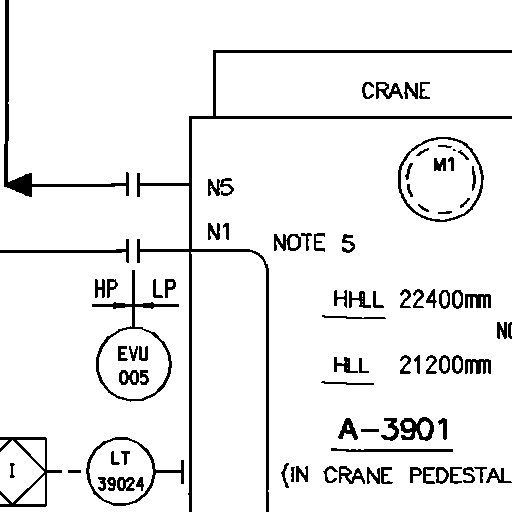 CRANE
M1
N5
N1
NOTE 5
HP LP
HHLL 22400mm
EVU
005
HLL 21200mm
A-3901
LT
39024
I
(IN CRANE PEDESTAL